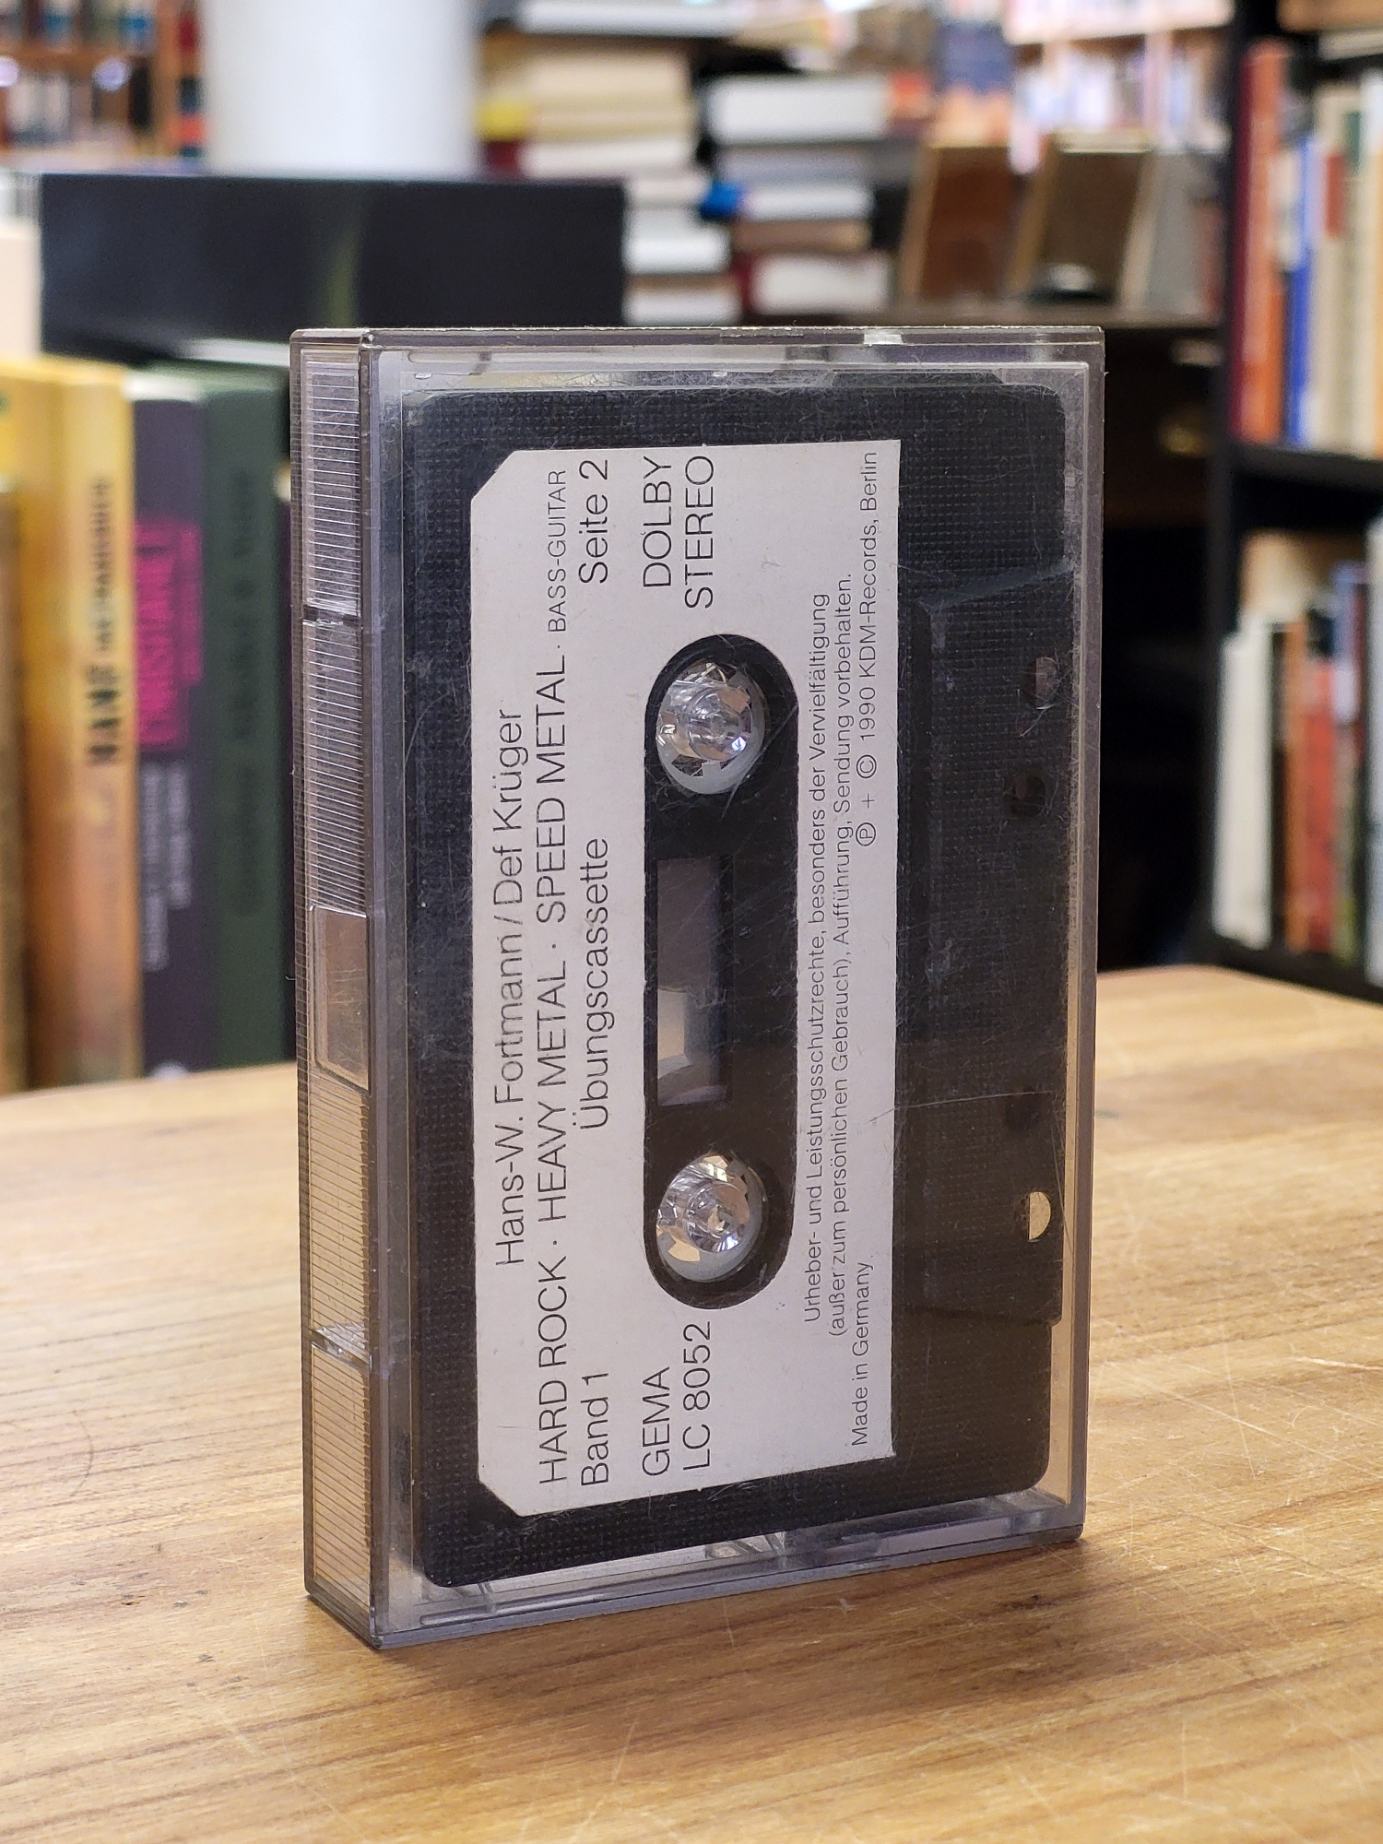 Hans-W. Fortmann / Def Krüger
HARD ROCK · HEAVY METAL · SPEED METAL · BASS-GUITAR
Band 1 Übungscassette Seite 2
GEMA DOLBY
LC 8052 STEREO
Urheber- und Leistungsschutzrechte, besonders der Vervielfältigung
(außer zum persönlichen Gebrauch), Aufführung, Sendung vorbehalten.
Made in Germany ℗ + © 1990 KDM-Records, Berlin